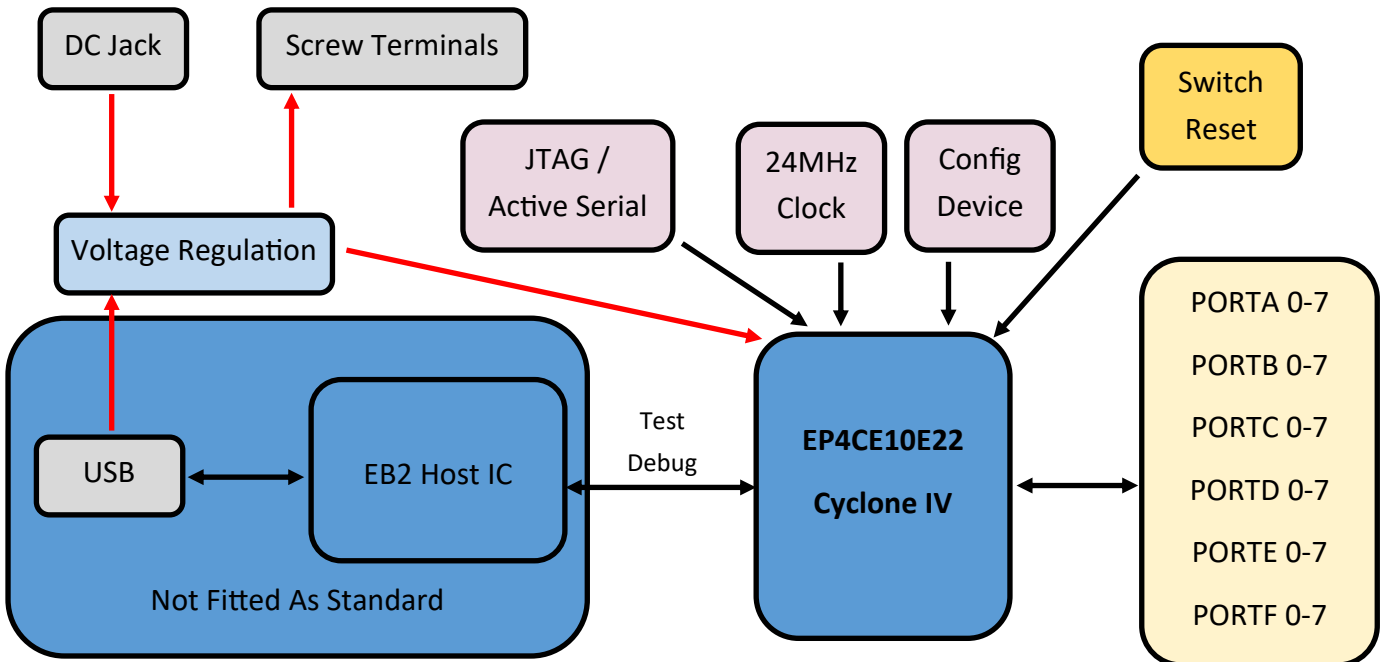 DC Jack
Screw Terminals
Switch
Reset
JTAG /
Active Serial
24MHz
Clock
Config
Device
Voltage Regulation
PORTA 0-7
PORTB 0-7
PORTC 0-7
PORTD 0-7
PORTE 0-7
PORTF 0-7
USB
EB2 Host IC
Test
Debug
EP4CE10E22
Cyclone IV
Not Fitted As Standard